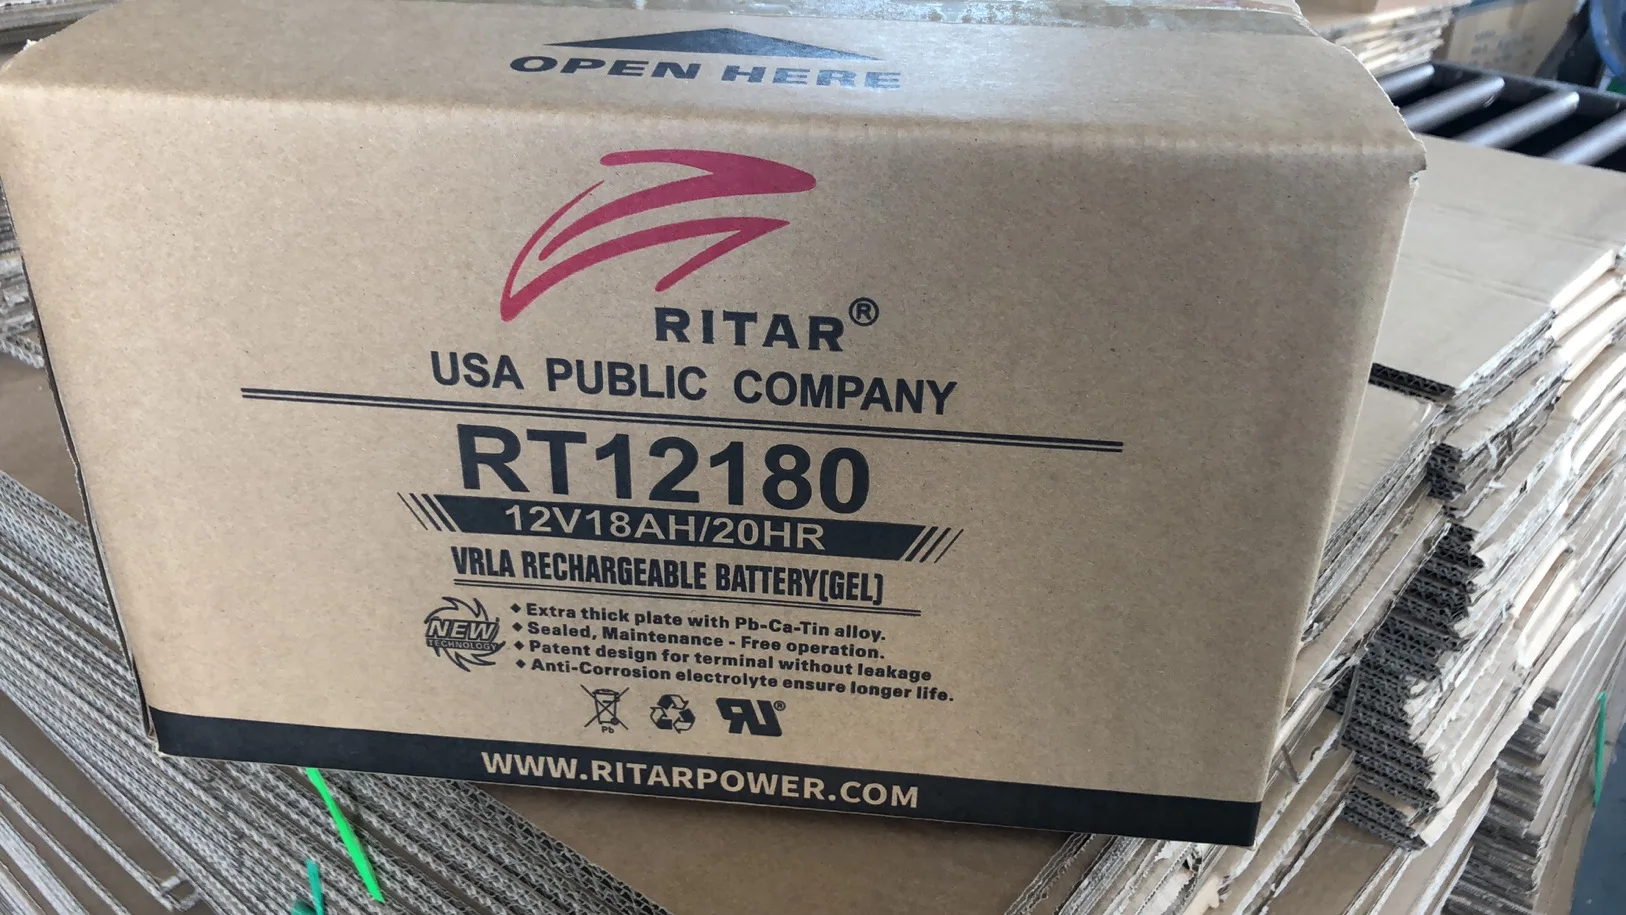 OPEN HERE
RITAR®
USA PUBLIC COMPANY
RT12180
12V18AH/20HR
VRLA RECHARGEABLE BATTERY(GEL)
NEW
TECHNOLOGY
◆ Extra thick plate with Pb-Ca-Tin alloy.
◆ Sealed, Maintenance - Free operation.
◆ Patent design for terminal without leakage
◆ Anti-Corrosion electrolyte ensure longer life.
Pb
RU®
WWW.RITARPOWER.COM